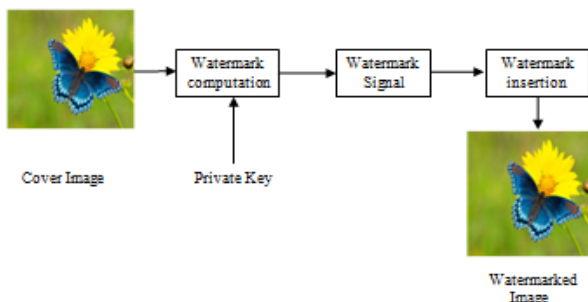 Watermark
computation
Watermark
Signal
Watermark
insertion
Cover Image
Private Key
Watermarked
Image